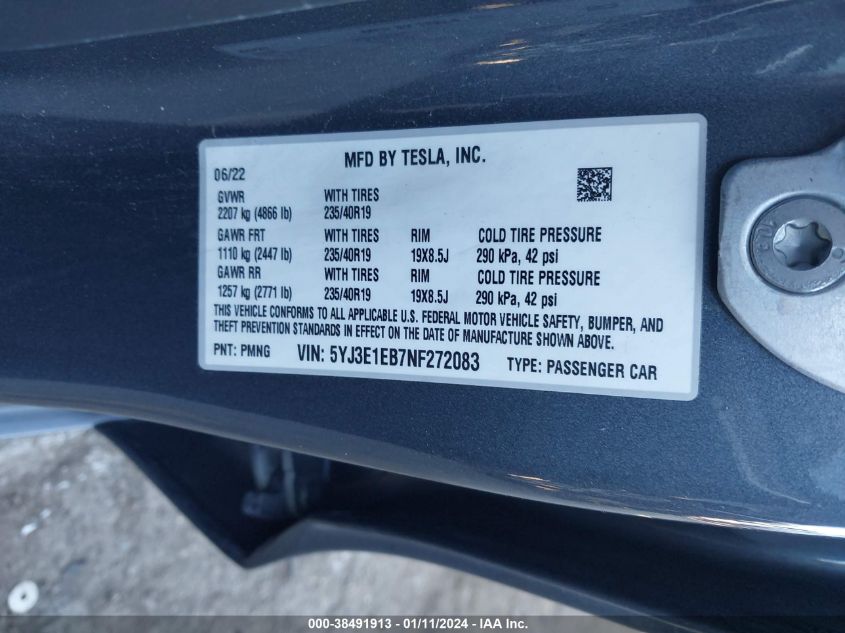 MFD BY TESLA, INC.
06/22
GVWR WITH TIRES
2207 kg (4866 lb) 235/40R19
GAWR FRT WITH TIRES RIM COLD TIRE PRESSURE
1110 kg (2447 lb) 235/40R19 19X8.5J 290 kPa, 42 psi
GAWR RR WITH TIRES RIM COLD TIRE PRESSURE
1257 kg (2771 lb) 235/40R19 19X8.5J 290 kPa, 42 psi
THIS VEHICLE CONFORMS TO ALL APPLICABLE U.S. FEDERAL MOTOR VEHICLE SAFETY, BUMPER, AND
THEFT PREVENTION STANDARDS IN EFFECT ON THE DATE OF MANUFACTURE SHOWN ABOVE.
PNT: PMNG VIN: 5YJ3E1EB7NF272083 TYPE: PASSENGER CAR
000-38491913 - 01/11/2024 - IAA Inc.